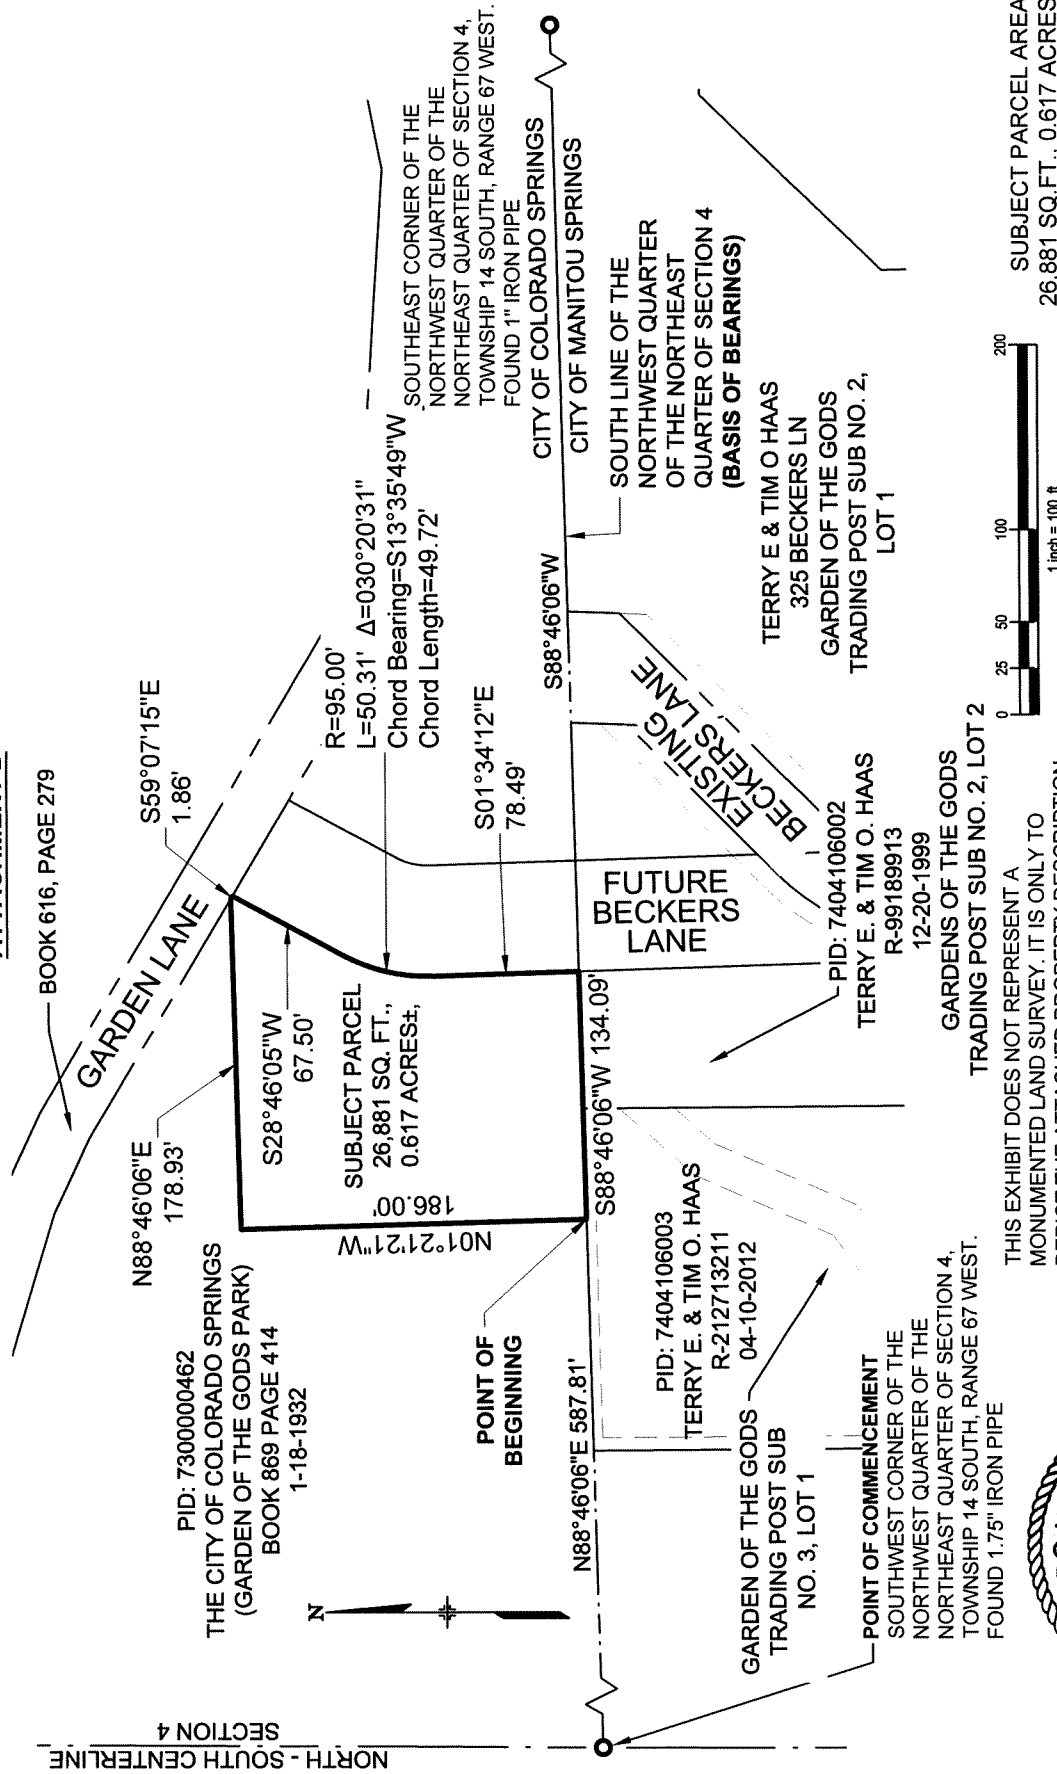 BOOK 616, PAGE 279
GARDEN LANE
S59°07'15"E
1.86'
N88°46'06"E
178.93'
R=95.00'
L=50.31' Δ=030°20'31"
Chord Bearing=S13°35'49"W
Chord Length=49.72'
S28°46'05"W
67.50'
S01°34'12"E
78.49'
SUBJECT PARCEL
26,881 SQ. FT.,
0.617 ACRES±,
N01°21'21"W
186.00'
PID: 7300000462
THE CITY OF COLORADO SPRINGS
(GARDEN OF THE GODS PARK)
BOOK 869 PAGE 414
1-18-1932
N
NORTH - SOUTH CENTERLINE
SECTION 4
SOUTHEAST CORNER OF THE
NORTHWEST QUARTER OF THE
NORTHEAST QUARTER OF SECTION 4,
TOWNSHIP 14 SOUTH, RANGE 67 WEST.
FOUND 1" IRON PIPE
CITY OF COLORADO SPRINGS
CITY OF MANITOU SPRINGS
S88°46'06"W
SOUTH LINE OF THE
NORTHWEST QUARTER
OF THE NORTHEAST
QUARTER OF SECTION 4
(BASIS OF BEARINGS)
POINT OF
BEGINNING
N88°46'06"E 587.81'
S88°46'06"W 134.09'
FUTURE
BECKERS
LANE
EXISTING
BECKERS LANE
TERRY E & TIM O HAAS
325 BECKERS LN
GARDEN OF THE GODS
TRADING POST SUB NO. 2,
LOT 1
PID: 7404106002
TERRY E. & TIM O. HAAS
R-99189913
12-20-1999
GARDENS OF THE GODS
TRADING POST SUB NO. 2, LOT 2
PID: 7404106003
TERRY E. & TIM O. HAAS
R-212713211
04-10-2012
GARDEN OF THE GODS
TRADING POST SUB
NO. 3, LOT 1
POINT OF COMMENCEMENT
SOUTHWEST CORNER OF THE
NORTHWEST QUARTER OF THE
NORTHEAST QUARTER OF SECTION 4,
TOWNSHIP 14 SOUTH, RANGE 67 WEST.
FOUND 1.75" IRON PIPE
0 25 50 100 200
1 inch = 100 ft.
SUBJECT PARCEL AREA
26,881 SQ.FT., 0.617 ACRES
THIS EXHIBIT DOES NOT REPRESENT A
MONUMENTED LAND SURVEY. IT IS ONLY TO